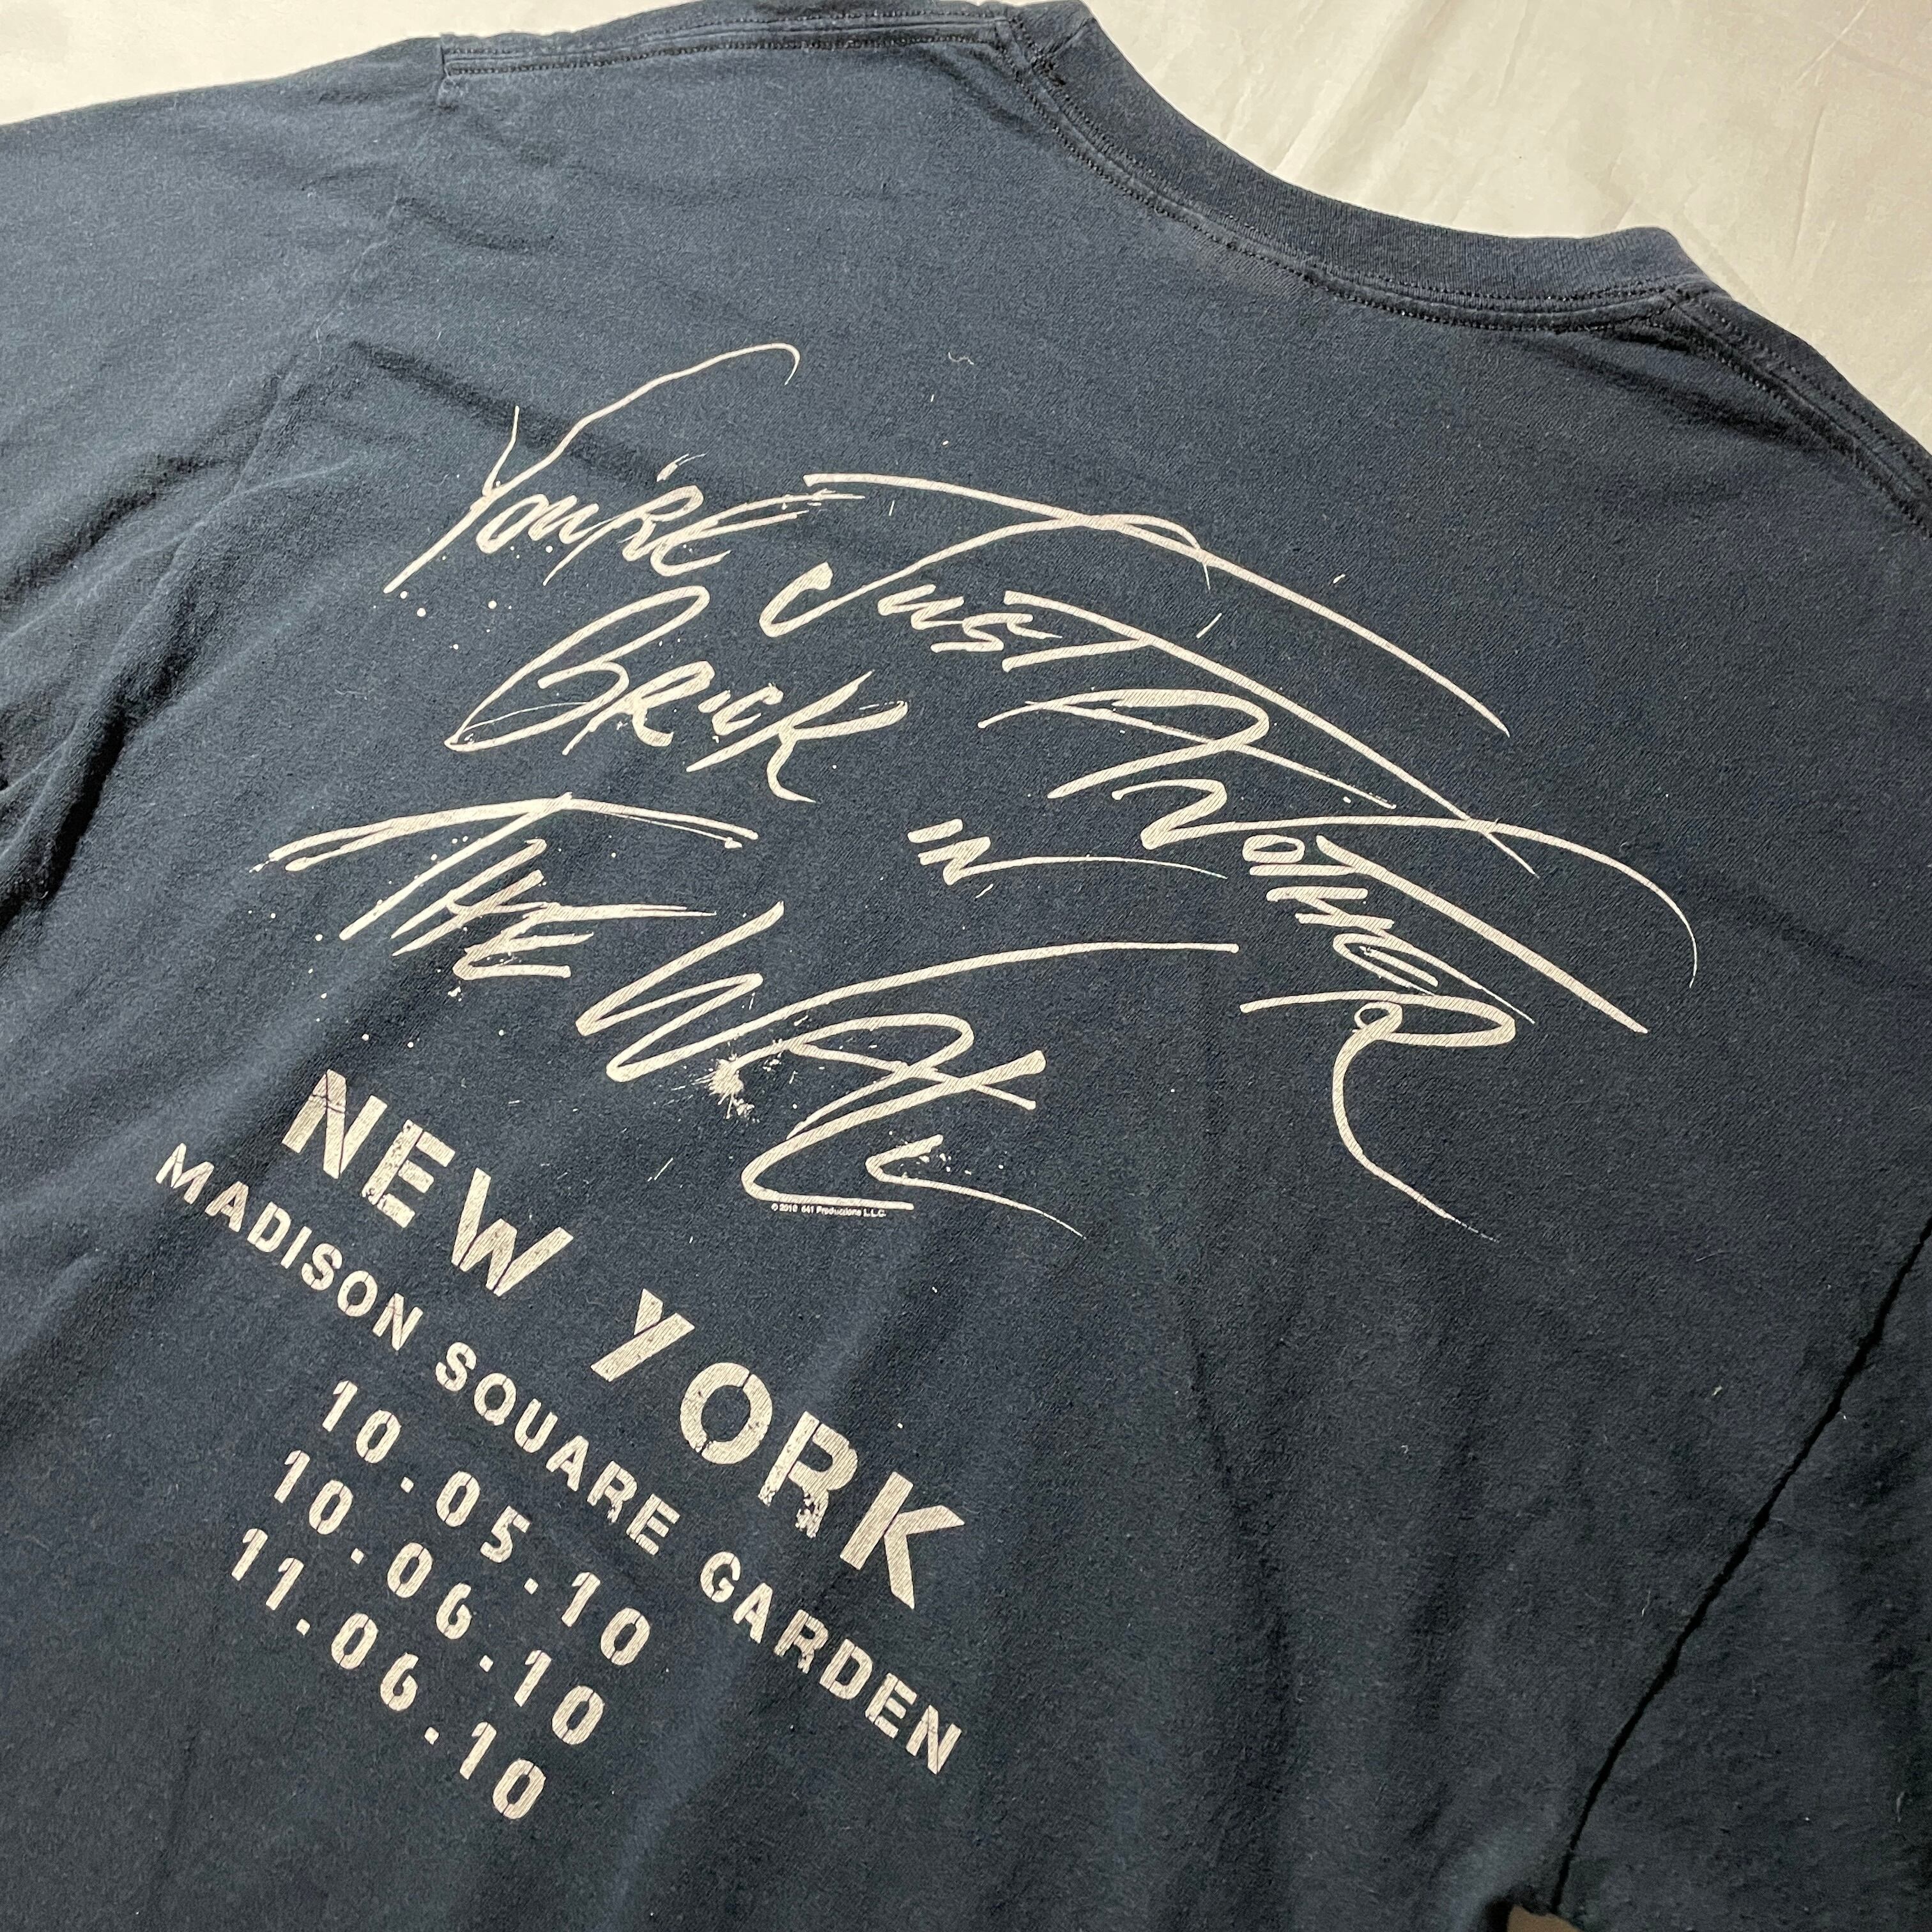 You're Just Another
Brick in
The Wall
© 2010 641 Productions L.L.C.
NEW YORK
MADISON SQUARE GARDEN
10.05.10
10.06.10
11.06.10